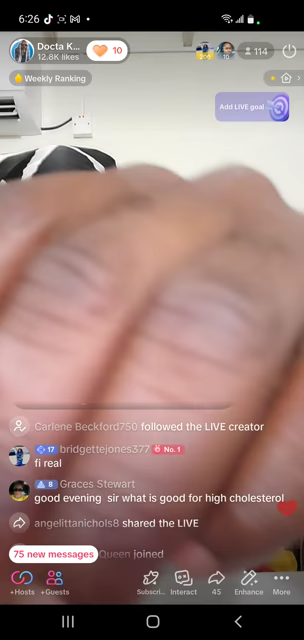 6:26
Docta K...
12.8K likes
10
200
19
114
Weekly Ranking
Add LIVE goal
Carlene Beckford750 followed the LIVE creator
17 bridgettejones377 No. 1
fi real
8 Graces Stewart
good evening sir what is good for high cholesterol
angelittanichols8 shared the LIVE
75 new messages
Queen joined
+Hosts
+Guests
Subscri...
Interact
45
Enhance
More